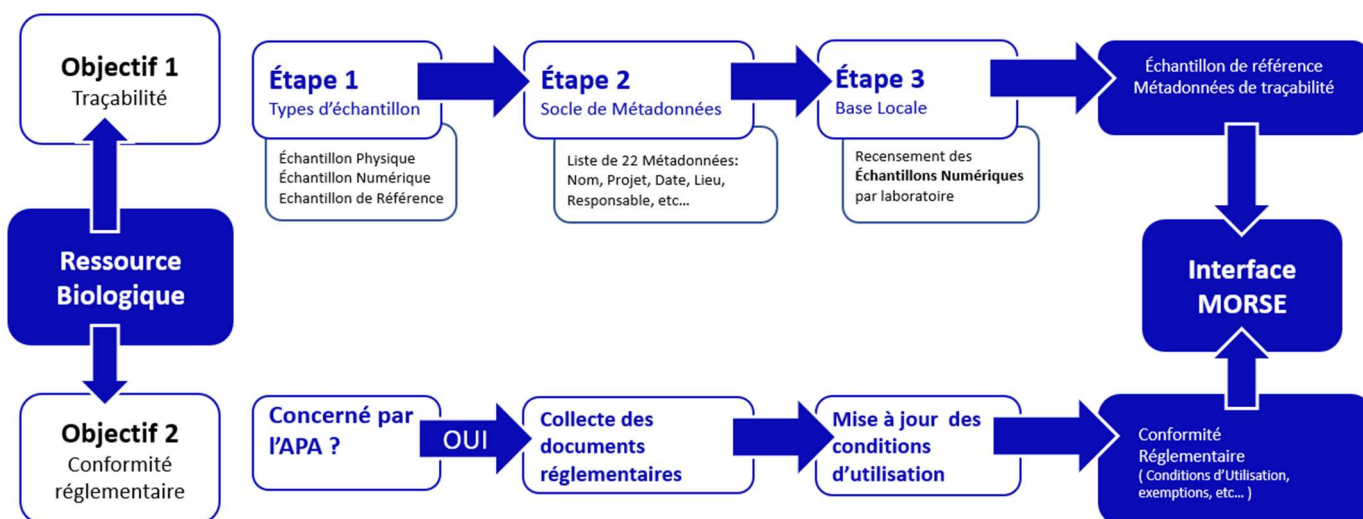 Objectif 1
Traçabilité
Ressource
Biologique
Objectif 2
Conformité
réglementaire
Étape 1
Types d'échantillon
Échantillon Physique
Échantillon Numérique
Echantillon de Référence
Étape 2
Socle de Métadonnées
Liste de 22 Métadonnées:
Nom, Projet, Date, Lieu,
Responsable, etc…
Étape 3
Base Locale
Recensement des
Échantillons Numériques
par laboratoire
Échantillon de référence
Métadonnées de traçabilité
Interface
MORSE
Concerné par
l'APA ?
OUI
Collecte des
documents
réglementaires
Mise à jour des
conditions
d'utilisation
Conformité
Réglementaire
( Conditions d'Utilisation,
exemptions, etc… )